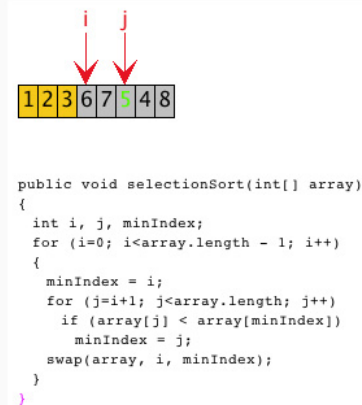 i j
1 2 3 6 7 5 4 8
public void selectionSort(int[] array)
{
int i, j, minIndex;
for (i=0; i<array.length - 1; i++)
{
minIndex = i;
for (j=i+1; j<array.length; j++)
if (array[j] < array[minIndex])
minIndex = j;
swap(array, i, minIndex);
}
}